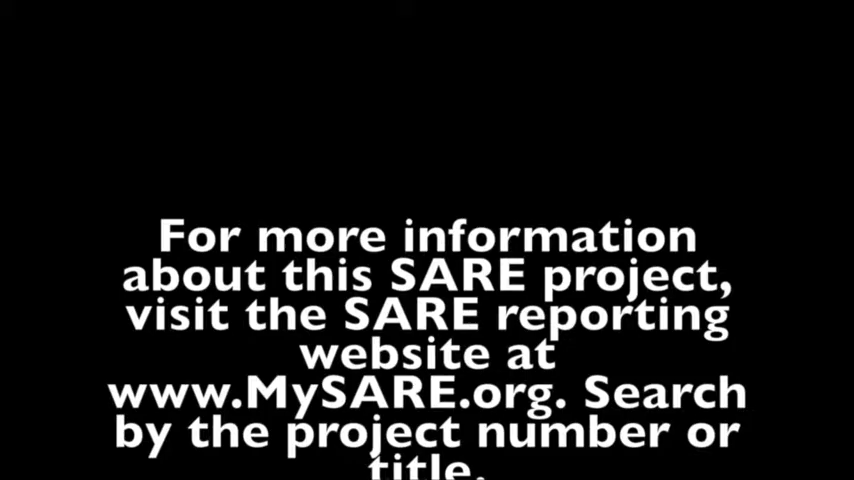 For more information
about this SARE project,
visit the SARE reporting
website at
www.MySARE.org. Search
by the project number or
title.